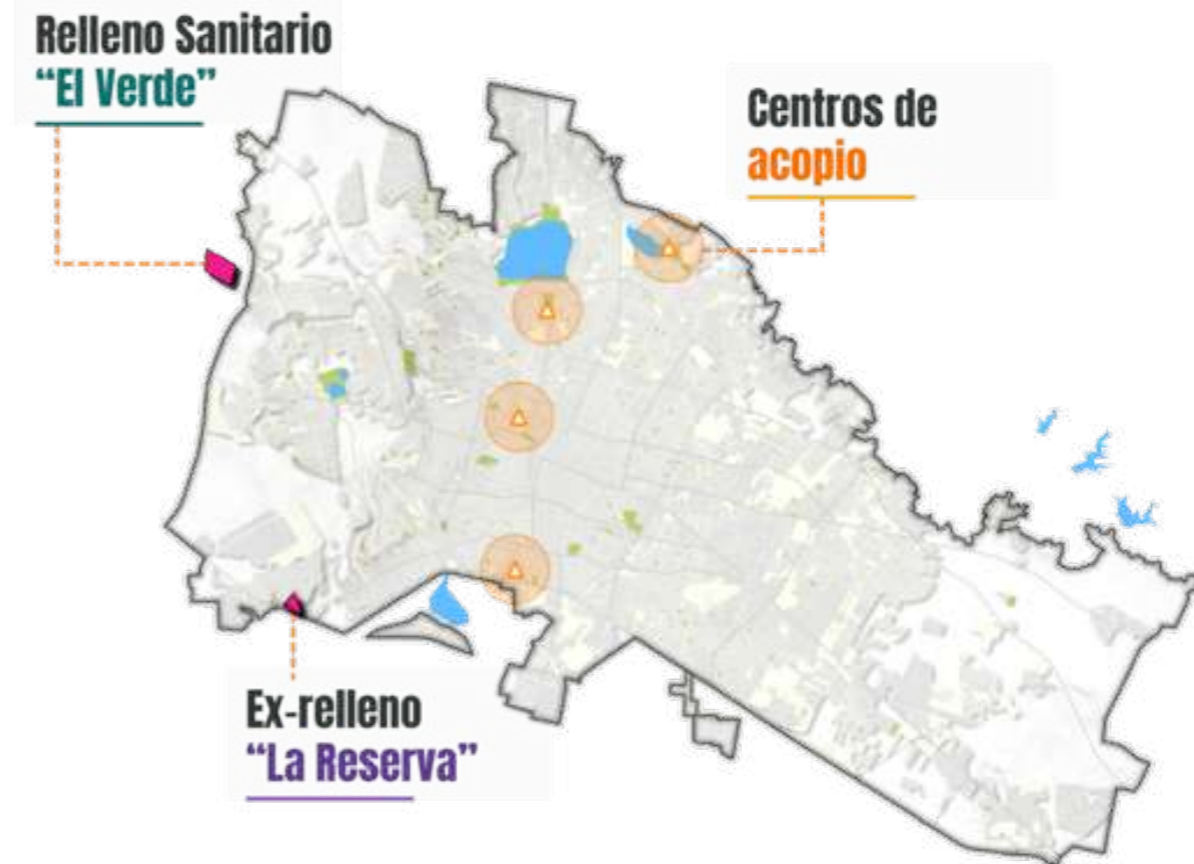 Relleno Sanitario
“El Verde”
Centros de
acopio
Ex-relleno
“La Reserva”